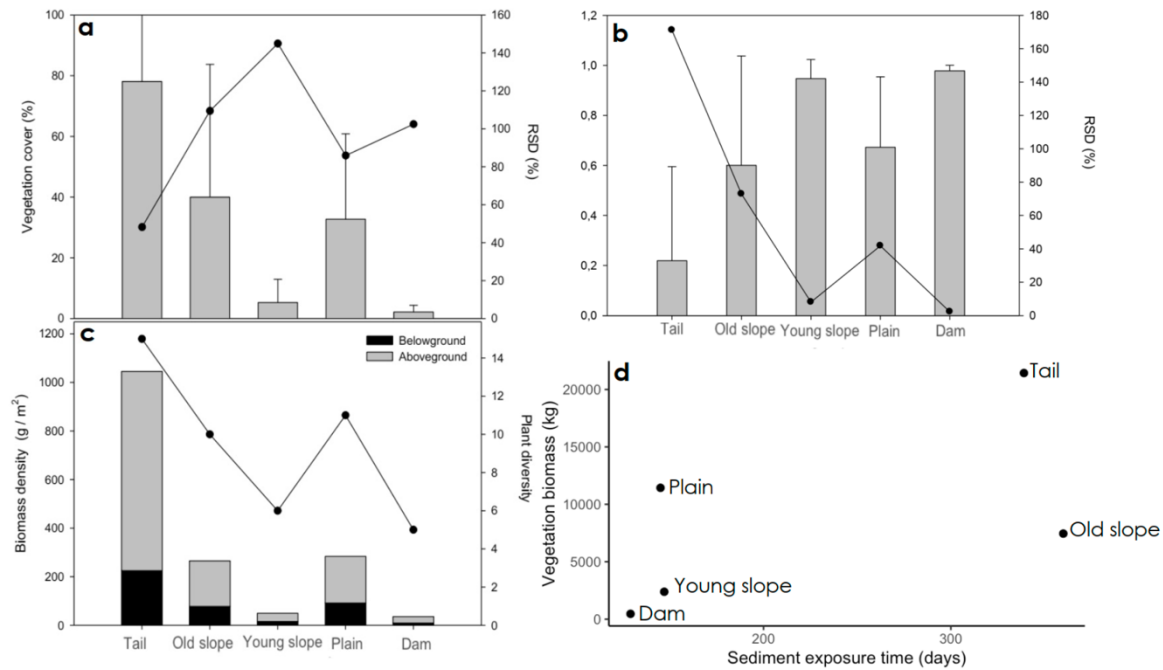 a
100
80
60
40
20
0
Vegetation cover (%)
160
140
120
100
80
60
40
20
0
RSD (%)
b
1,2
1,0
0,8
0,6
0,4
0,2
0,0
180
160
140
120
100
80
60
40
20
0
RSD (%)
Tail Old slope Young slope Plain Dam
c
Belowground
Aboveground
1200
1000
800
600
400
200
0
Biomass density (g / m²)
14
12
10
8
6
4
2
0
Plant diversity
Tail Old slope Young slope Plain Dam
d
20000
15000
10000
5000
0
Vegetation biomass (kg)
Tail
Plain
Old slope
Young slope
Dam
200 300
Sediment exposure time (days)